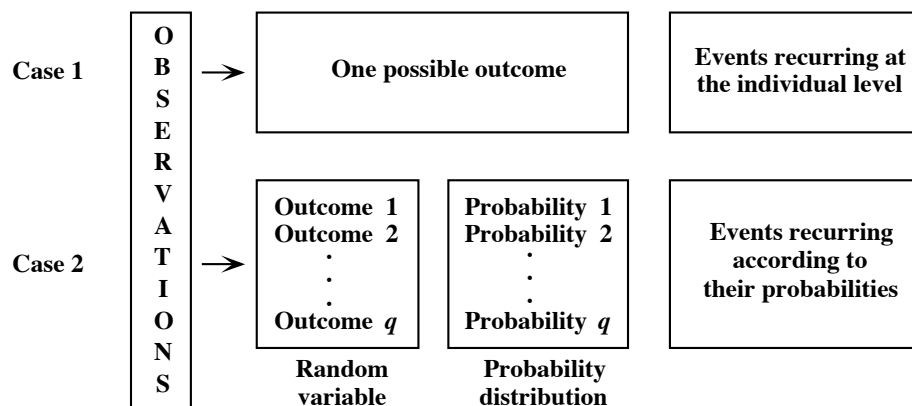 Case 1
O
B
S
E
R
V
A
T
I
O
N
S
One possible outcome
Events recurring at
the individual level
Case 2
Outcome 1
Outcome 2
.
.
.
Outcome q
Random
variable
Probability 1
Probability 2
.
.
.
Probability q
Probability
distribution
Events recurring
according to
their probabilities